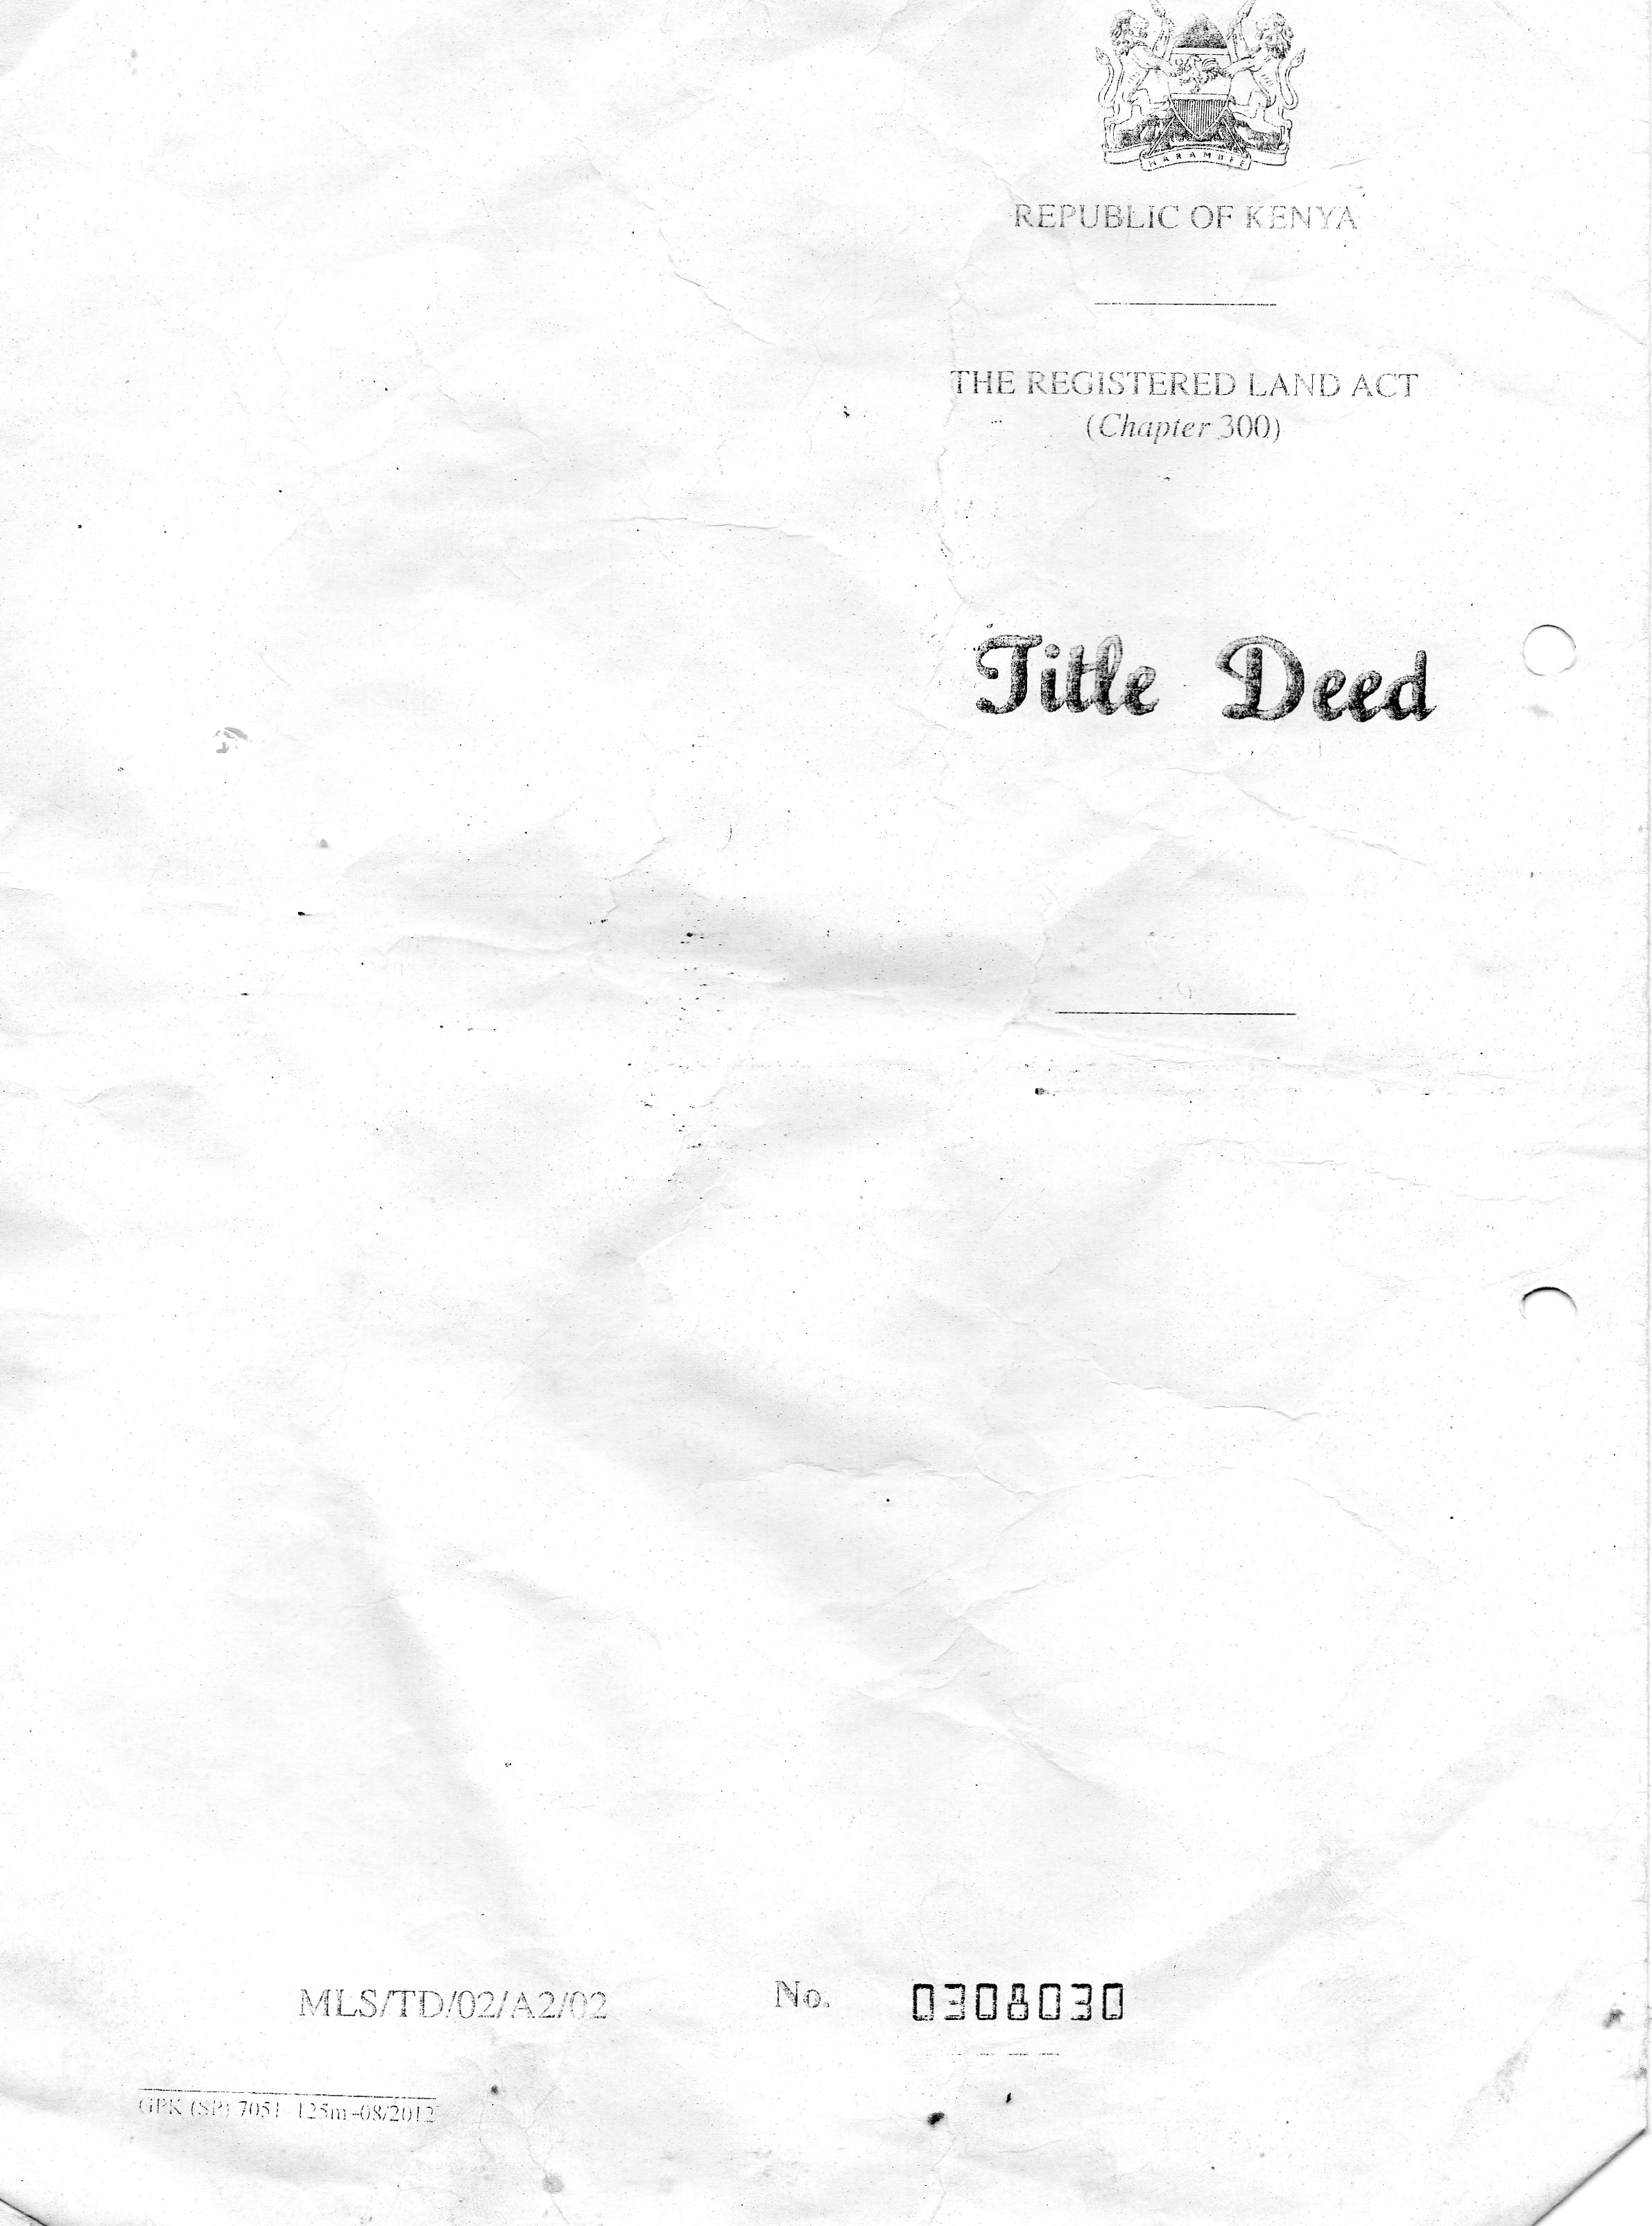 HARAMBEE
REPUBLIC OF KENYA
THE REGISTERED LAND ACT
(Chapter 300)
Title Deed
MLS/TD/02/A2/02 No. 0308030
GPK (SP) 7051–125m–08/2012